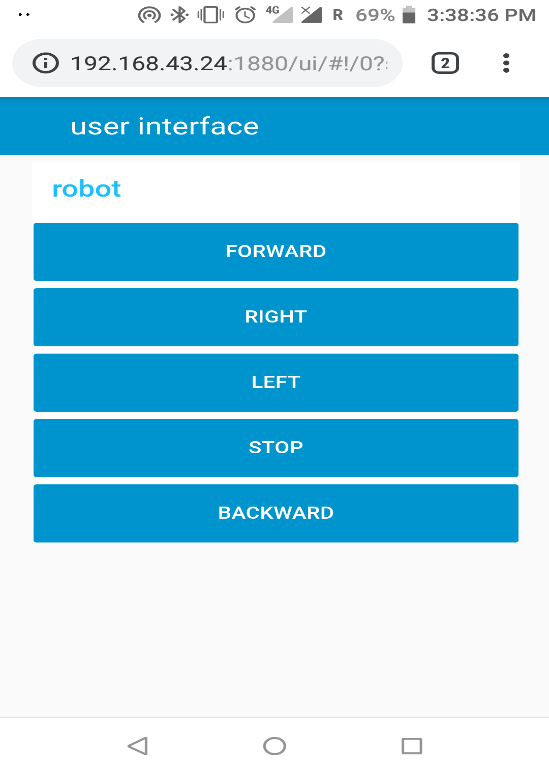 4G R 69% 3:38:36 PM
192.168.43.24:1880/ui/#!/0?
2
user interface
robot
FORWARD
RIGHT
LEFT
STOP
BACKWARD